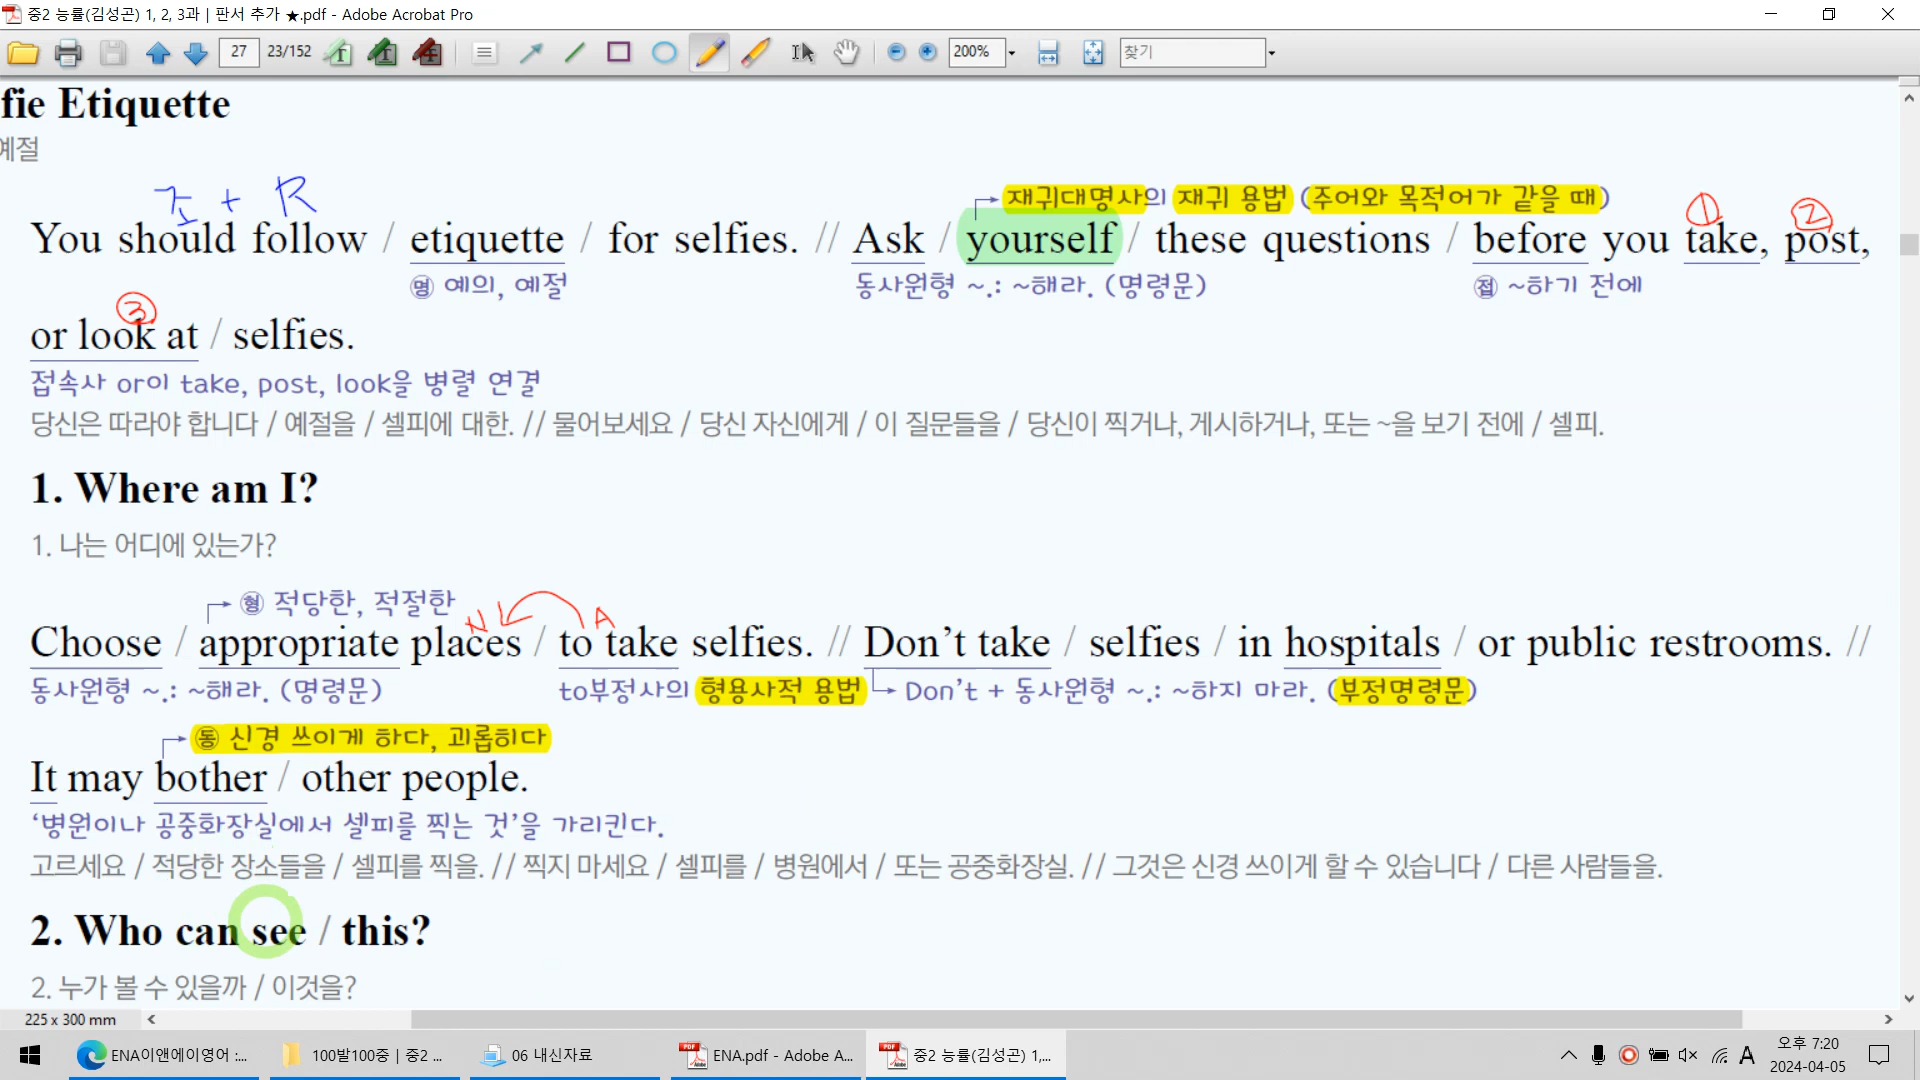 중2 능률(김성곤) 1, 2, 3과 | 판서 추가 ★.pdf - Adobe Acrobat Pro
27 23/152 200% 찾기
fie Etiquette
예절
조 + R
재귀대명사의 재귀 용법 (주어와 목적어가 같을 때)
① ②
You should follow / etiquette / for selfies. // Ask / yourself / these questions / before you take, post,
명 예의, 예절 동사원형 ~.: ~해라. (명령문) 접 ~하기 전에
③
or look at / selfies.
접속사 or이 take, post, look을 병렬 연결
당신은 따라야 합니다 / 예절을 / 셀피에 대한. // 물어보세요 / 당신 자신에게 / 이 질문들을 / 당신이 찍거나, 게시하거나, 또는 ~을 보기 전에 / 셀피.
1. Where am I?
1. 나는 어디에 있는가?
형 적당한, 적절한
N A
Choose / appropriate places / to take selfies. // Don't take / selfies / in hospitals / or public restrooms. //
동사원형 ~.: ~해라. (명령문) to부정사의 형용사적 용법 Don't + 동사원형 ~.: ~하지 마라. (부정명령문)
통 신경 쓰이게 하다, 괴롭히다
It may bother / other people.
‘병원이나 공중화장실에서 셀피를 찍는 것’을 가리킨다.
고르세요 / 적당한 장소들을 / 셀피를 찍을. // 찍지 마세요 / 셀피를 / 병원에서 / 또는 공중화장실. // 그것은 신경 쓰이게 할 수 있습니다 / 다른 사람들을.
2. Who can see / this?
2. 누가 볼 수 있을까 / 이것을?
225 x 300 mm
ENA이앤에이영어 :... 100발100중 | 중2 ... 06 내신자료 ENA.pdf - Adobe A... 중2 능률(김성곤) 1,... A 오후 7:20
2024-04-05